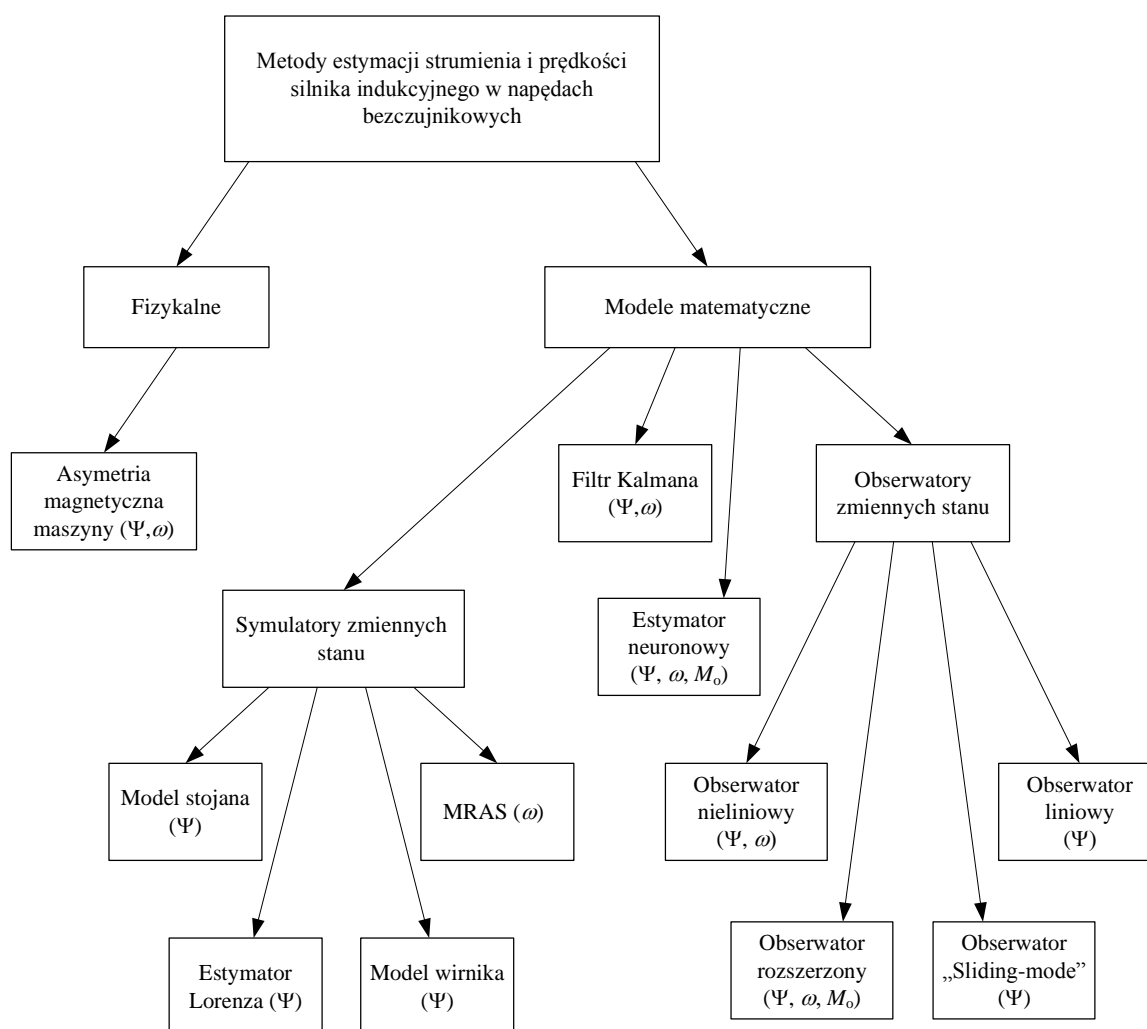 Metody estymacji strumienia i prędkości
silnika indukcyjnego w napędach
bezczujnikowych
Fizykalne
Modele matematyczne
Asymetria
magnetyczna
maszyny (Ψ,ω)
Filtr Kalmana
(Ψ,ω)
Obserwatory
zmiennych stanu
Symulatory zmiennych
stanu
Estymator
neuronowy
(Ψ, ω, Mₒ)
Model stojana
(Ψ)
MRAS (ω)
Obserwator
nieliniowy
(Ψ, ω)
Obserwator
liniowy
(Ψ)
Estymator
Lorenza (Ψ)
Model wirnika
(Ψ)
Obserwator
rozszerzony
(Ψ, ω, Mₒ)
Obserwator
„Sliding-mode”
(Ψ)